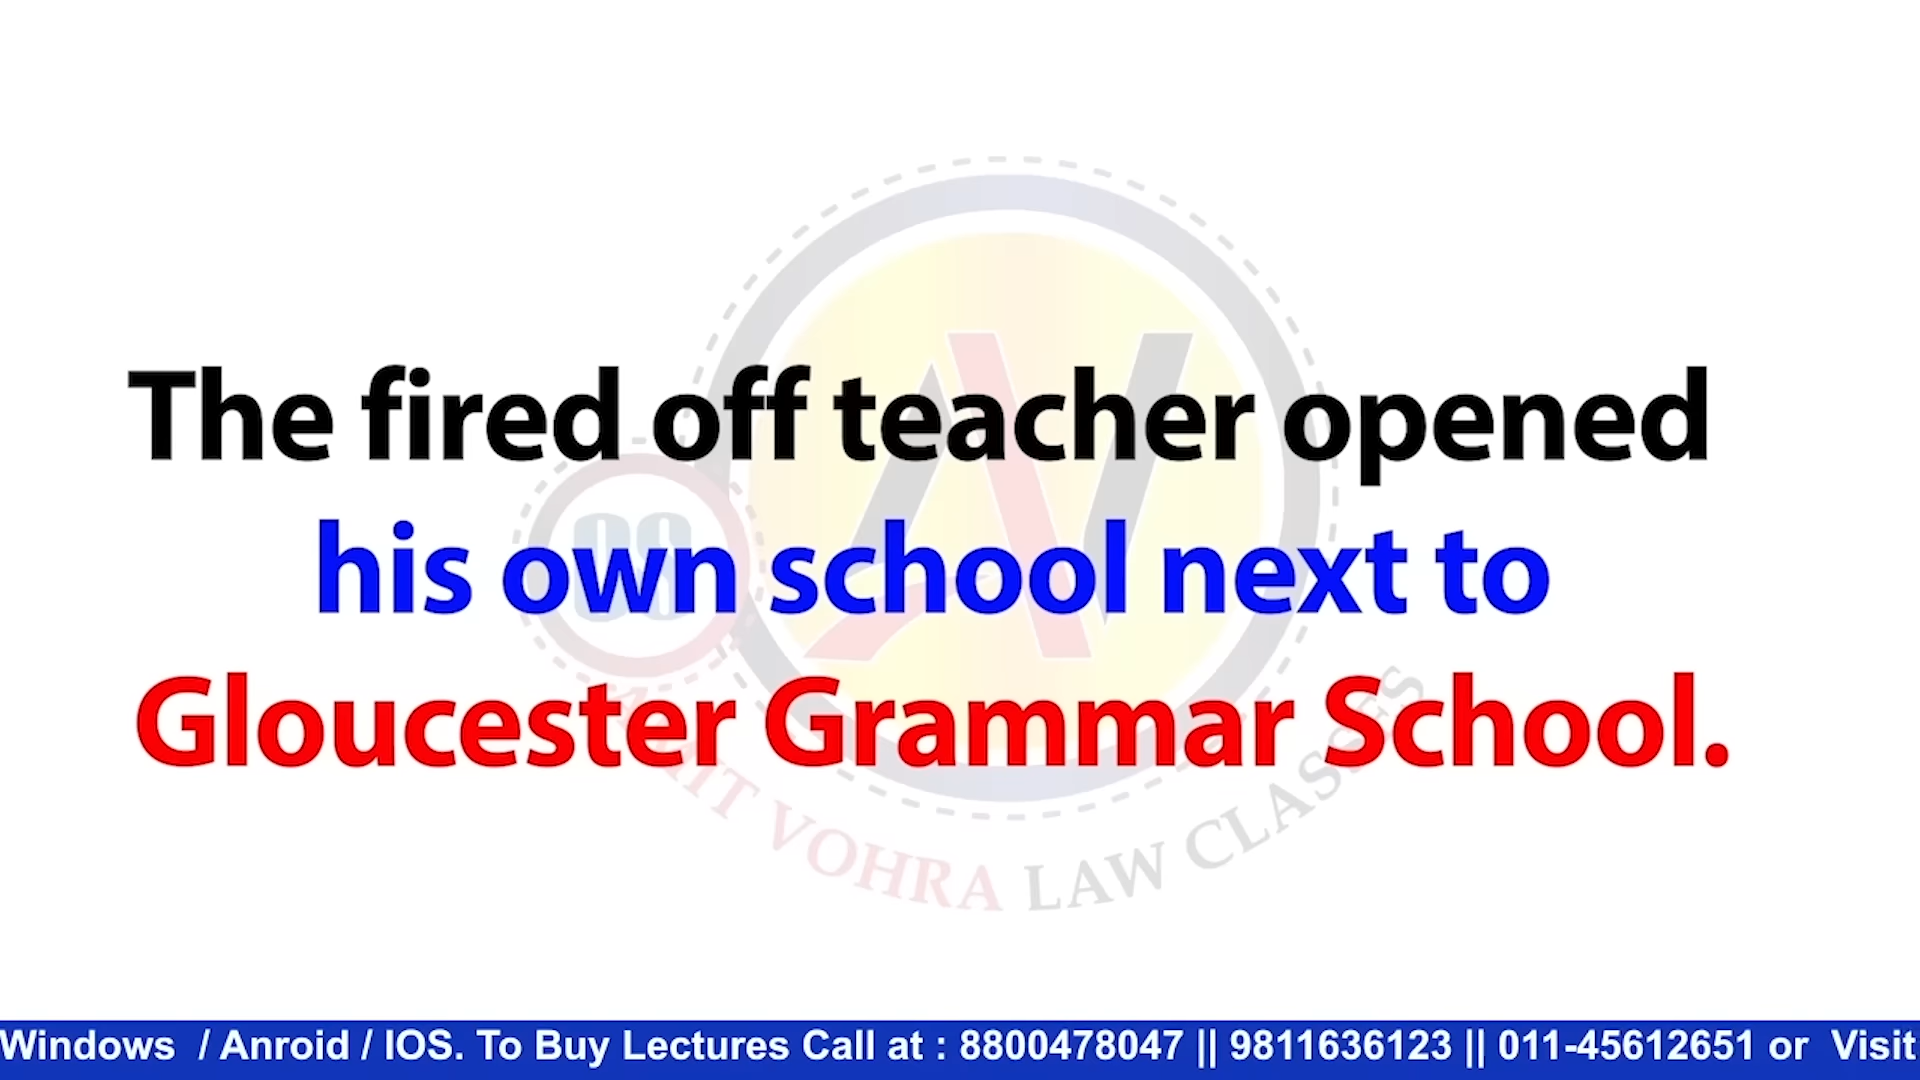 The fired off teacher opened
his own school next to
Gloucester Grammar School.
AMIT VOHRA LAW CLASSES
Windows / Anroid / IOS. To Buy Lectures Call at : 8800478047 || 9811636123 || 011-45612651 or Visit